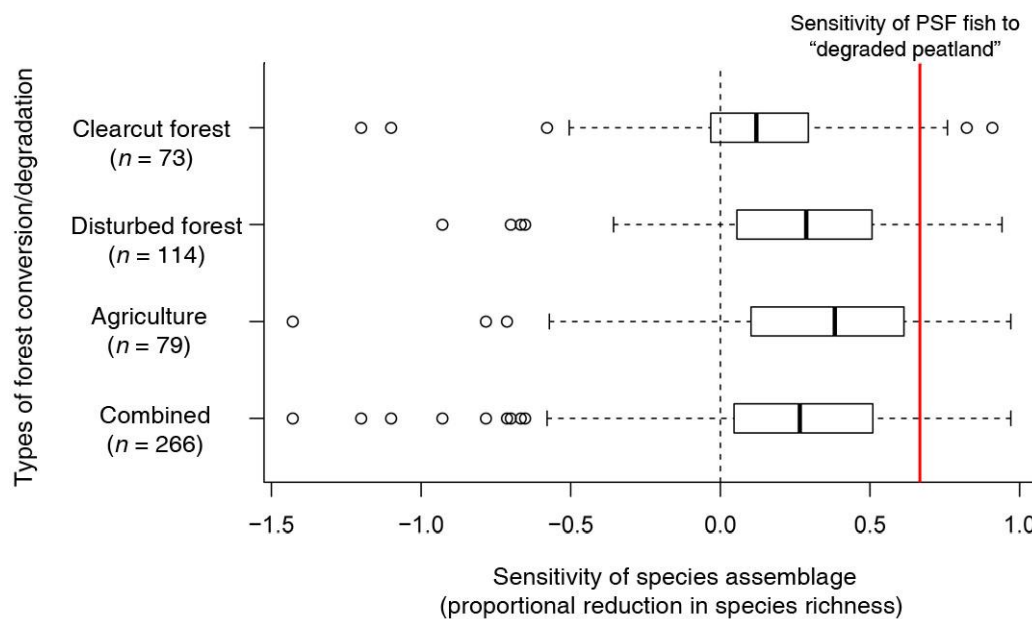 Sensitivity of PSF fish to
“degraded peatland”
Types of forest conversion/degradation
Clearcut forest
(n = 73)
Disturbed forest
(n = 114)
Agriculture
(n = 79)
Combined
(n = 266)
−1.5 −1.0 −0.5 0.0 0.5 1.0
Sensitivity of species assemblage
(proportional reduction in species richness)